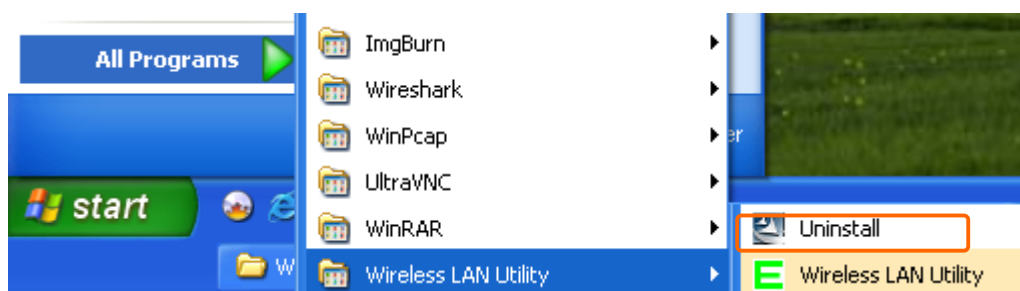 All Programs
ImgBurn
Wireshark
WinPcap
UltraVNC
WinRAR
Wireless LAN Utility
start
Uninstall
Wireless LAN Utility